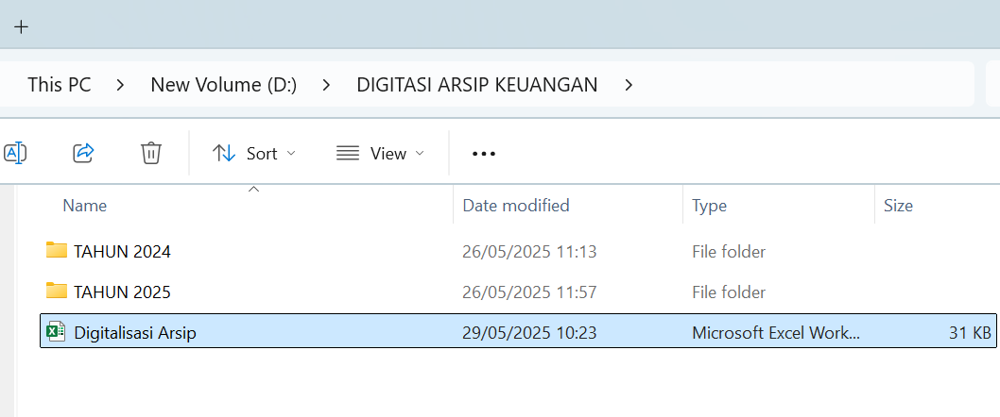 This PC > New Volume (D:) > DIGITASI ARSIP KEUANGAN >
Sort View
Name Date modified Type Size
TAHUN 2024 26/05/2025 11:13 File folder
TAHUN 2025 26/05/2025 11:57 File folder
Digitalisasi Arsip 29/05/2025 10:23 Microsoft Excel Work... 31 KB